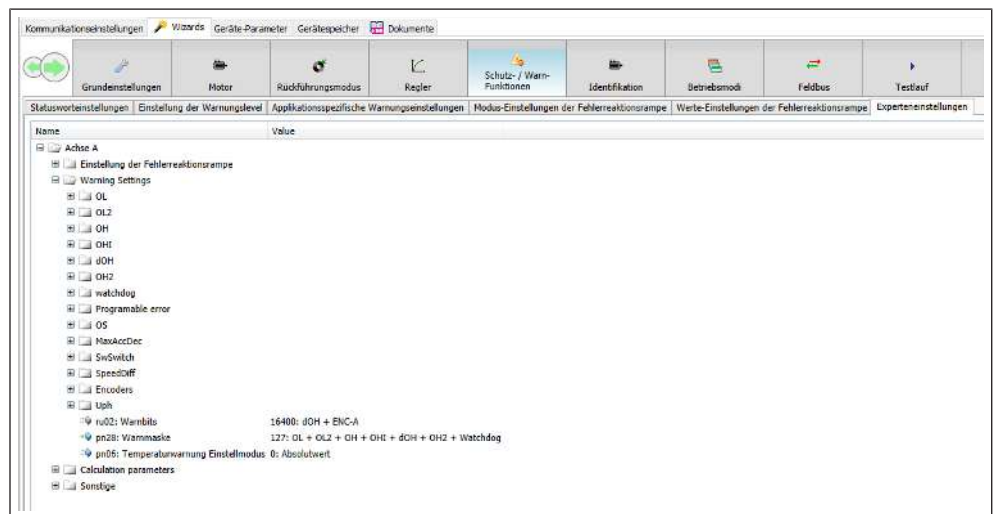 Kommunikationseinstellungen Wizards Geräte-Parameter Gerätespeicher Dokumente
Grundeinstellungen Motor Rückführungsmodus Regler Schutz- / Warn-Funktionen Identifikation Betriebsmodi Feldbus Testlauf
Statusworteinstellungen Einstellung der Warnungslevel Applikationsspezifische Warnungseinstellungen Modus-Einstellungen der Fehlerreaktionsrampe Werte-Einstellungen der Fehlerreaktionsrampe Experteneinstellungen
Name Value
Achse A
Einstellung der Fehlerreaktionsrampe
Warning Settings
OL
OL2
OH
OHI
dOH
OH2
watchdog
Programable error
OS
MaxAccDec
SwSwitch
SpeedDiff
Encoders
Uph
ru02: Warnbits 16400: dOH + ENC-A
pn28: Warnmaske 127: OL + OL2 + OH + OHI + dOH + OH2 + Watchdog
pn06: Temperaturwarnung Einstellmodus 0: Absolutwert
Calculation parameters
Sonstige